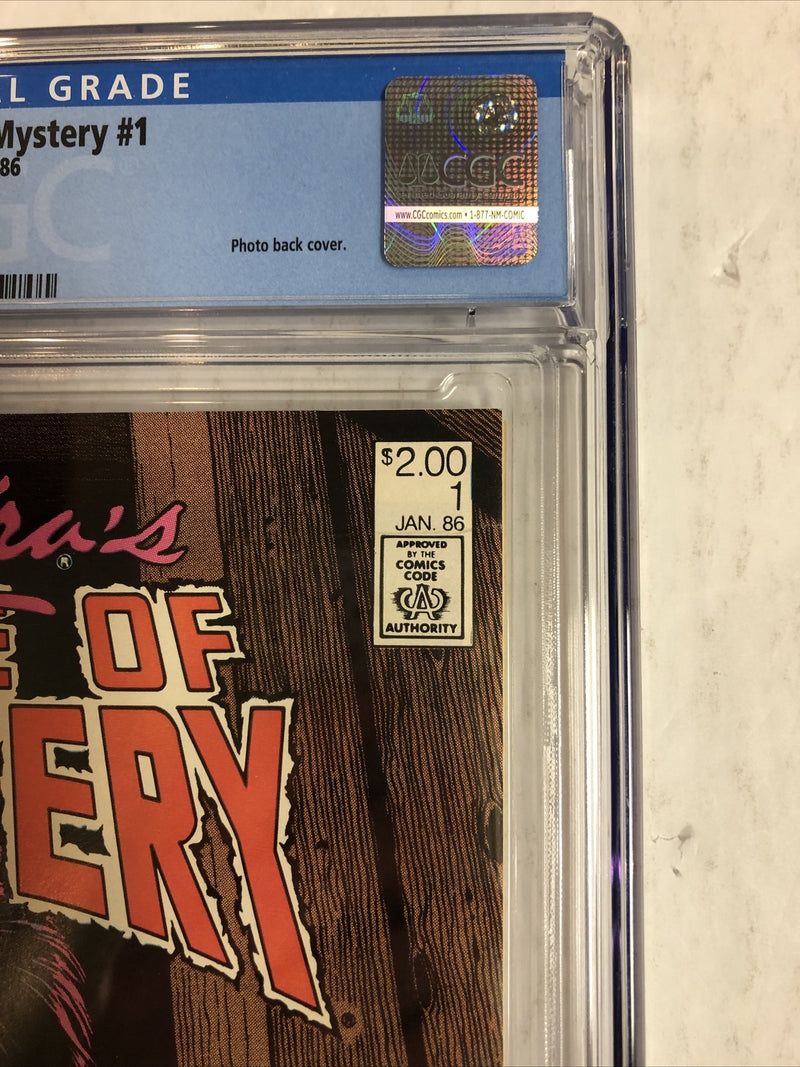 L GRADE
Mystery #1
86
GC
CGC
www.CGCcomics.com • 1-877-NM-COMIC
Photo back cover.
$2.00
1
JAN. 86
APPROVED
BY THE
COMICS
CODE
A
AUTHORITY
ra's
®
E OF
ERY